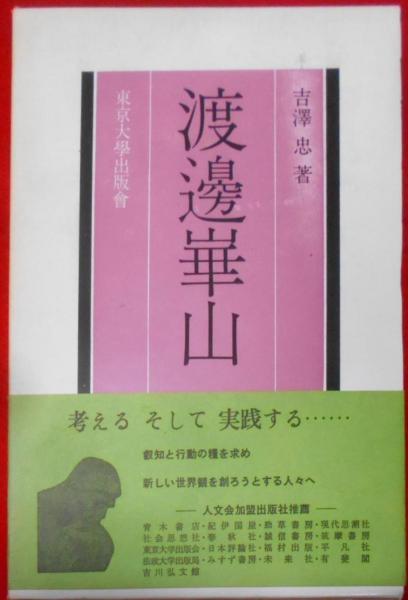 吉澤忠著
渡邊崋山
東京大學出版會
考える そして 実践する……
叡知と行動の糧を求め
新しい世界観を創ろうとする人々へ
── 人文会加盟出版社推薦 ──
青木書店・紀伊国屋・勁草書房・現代思潮社
社会思想社・春秋社・誠信書房・筑摩書房
東京大学出版会・日本評論社・福村出版・平凡社
法政大学出版局・みすず書房・未来社・有斐閣
吉川弘文館